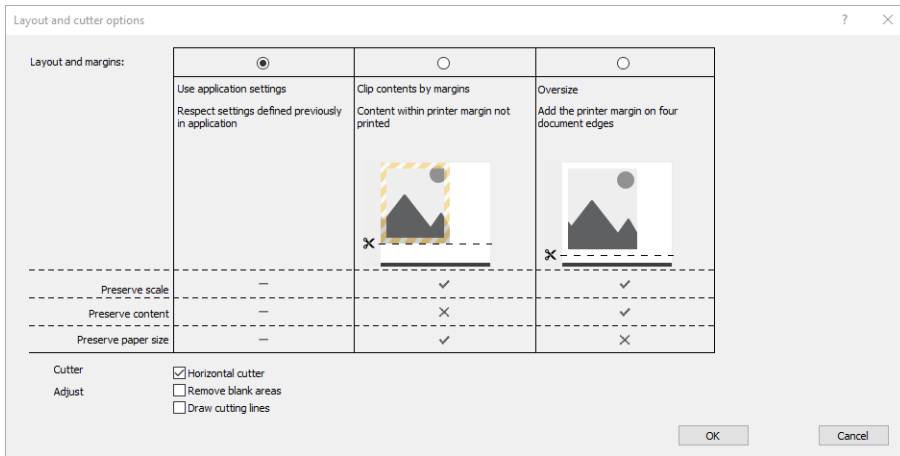 Layout and cutter options
Layout and margins:
Use application settings
Respect settings defined previously
in application
Clip contents by margins
Content within printer margin not
printed
Oversize
Add the printer margin on four
document edges
Preserve scale
Preserve content
Preserve paper size
Cutter
Horizontal cutter
Adjust
Remove blank areas
Draw cutting lines
OK
Cancel